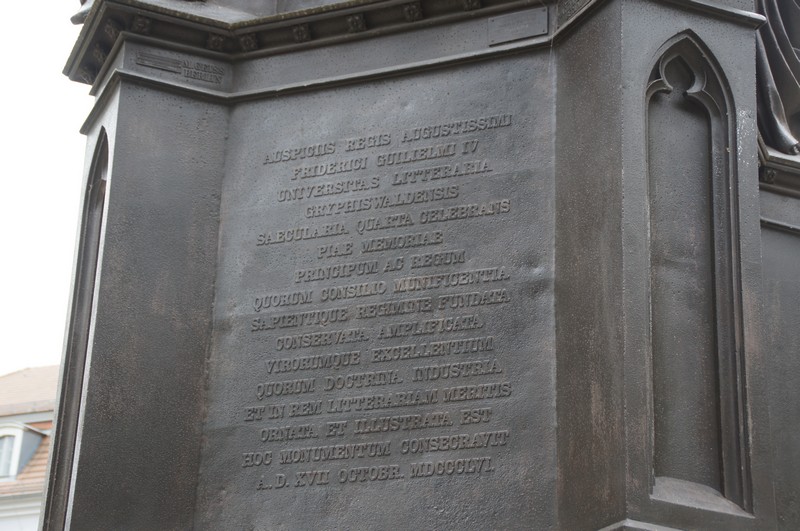 AUSPICIIS REGIS AUGUSTISSIMI
FRIDERICI GUILIELMI IV
UNIVERSITAS LITTERARIA
GRYPHISWALDENSIS
SAECULARIA QUARTA CELEBRANS
PIAE MEMORIAE
PRINCIPUM AC REGUM
QUORUM CONSILIO MUNIFICENTIA
SAPIENTIQUE REGIMINE FUNDATA
CONSERVATA AMPLIFICATA
VIRORUMQUE EXCELLENTIUM
QUORUM DOCTRINA INDUSTRIA
ET IN REM LITTERARIAM MERITIS
ORNATA ET ILLUSTRATA EST
HOC MONUMENTUM CONSECRAVIT
A. D. XVII OCTOBR. MDCCCLVI.
BERLIN